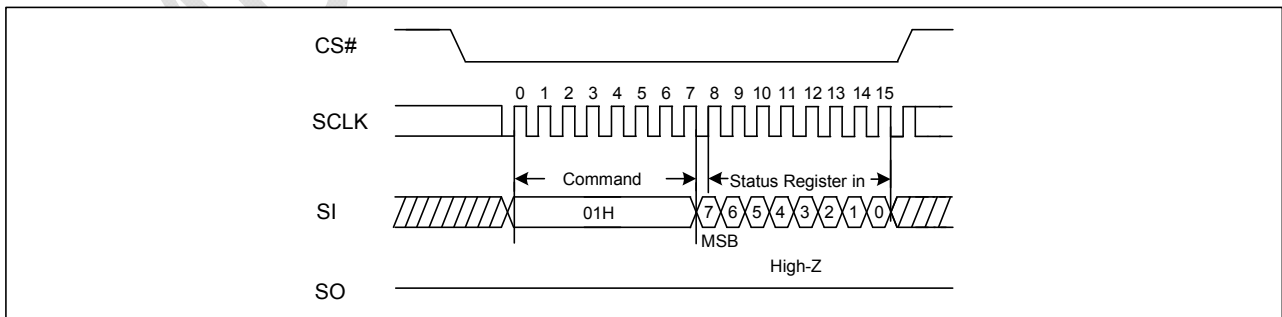 CS#
0 1 2 3 4 5 6 7 8 9 10 11 12 13 14 15
SCLK
Command Status Register in
SI 01H 7 6 5 4 3 2 1 0
MSB
High-Z
SO